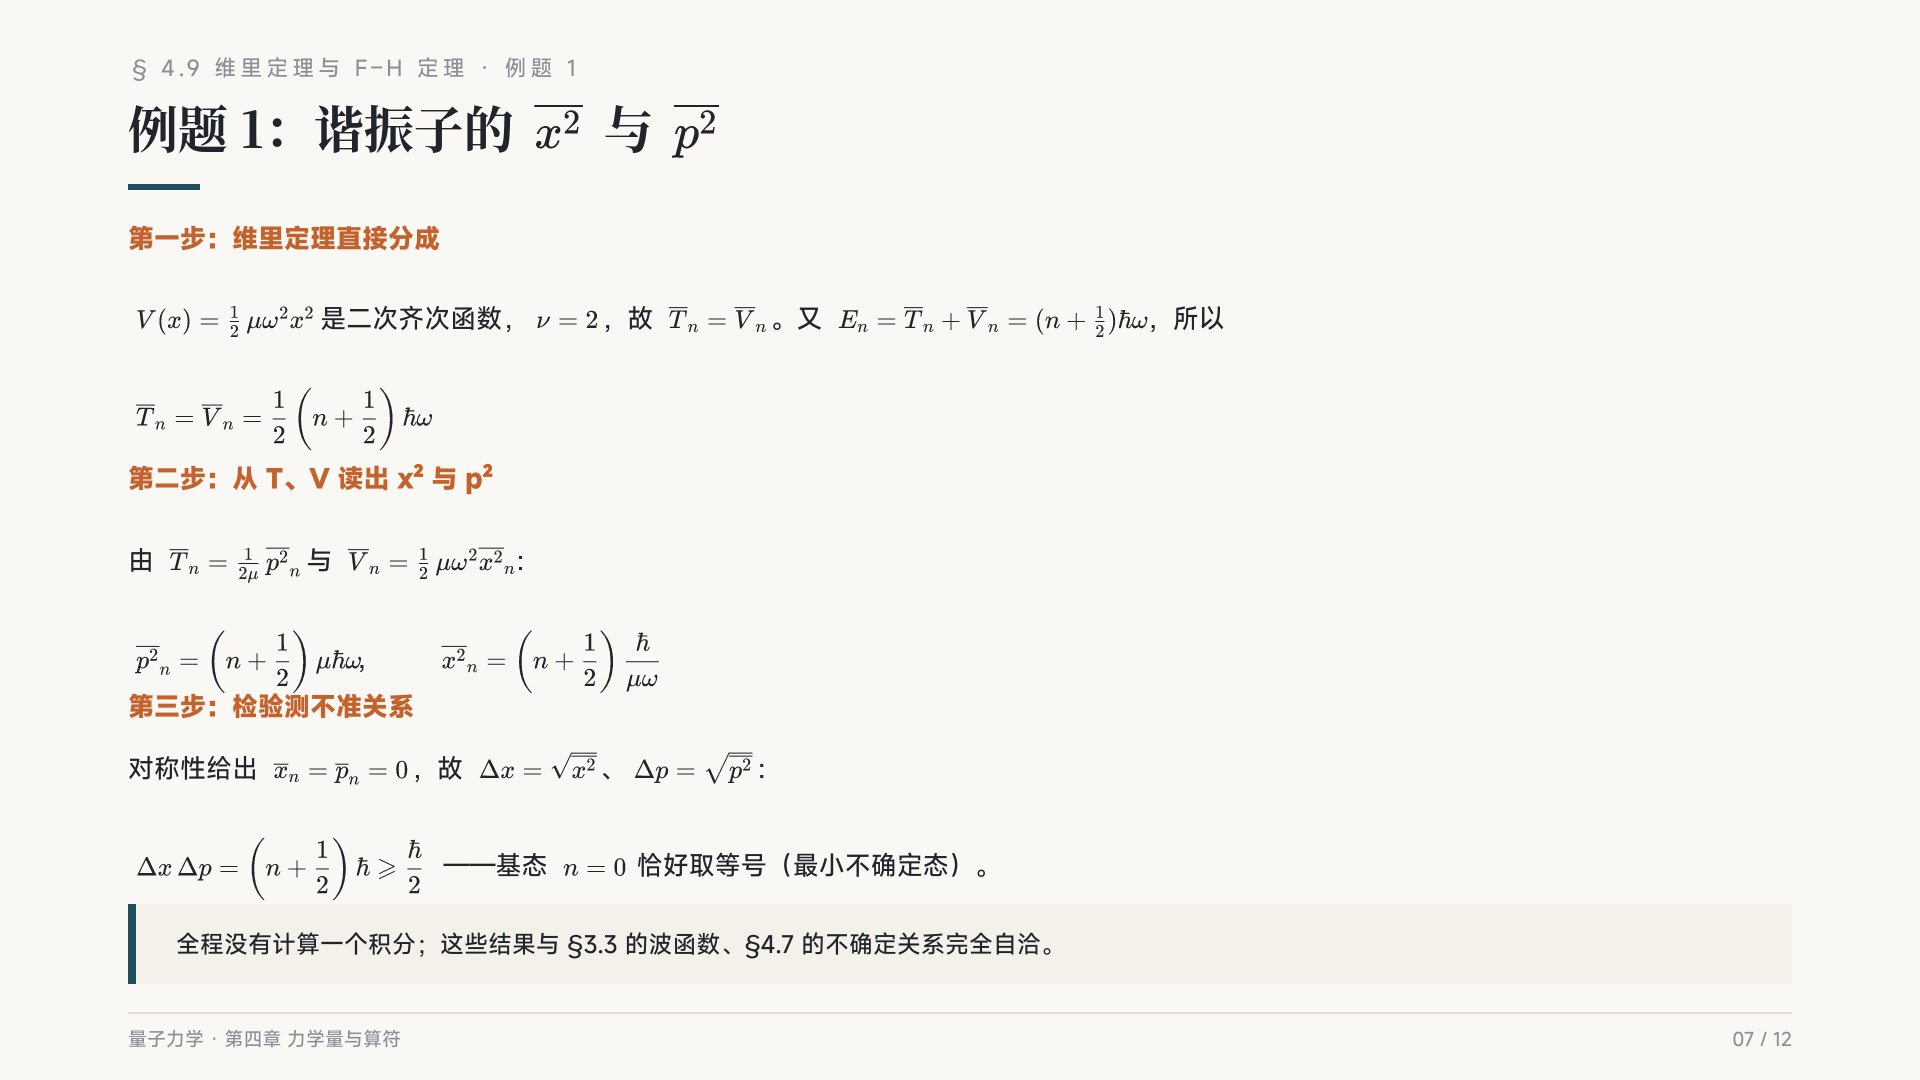 § 4.9 维里定理与 F–H 定理 · 例题 1
例题 1：谐振子的 $\overline{x^2}$ 与 $\overline{p^2}$
第一步：维里定理直接分成
$V(x) = \frac{1}{2}\mu\omega^2x^2$ 是二次齐次函数，$\nu = 2$，故 $\overline{T}_n = \overline{V}_n$。又 $E_n = \overline{T}_n + \overline{V}_n = (n + \frac{1}{2})\hbar\omega$，所以
$\overline{T}_n = \overline{V}_n = \dfrac{1}{2}\left(n + \dfrac{1}{2}\right)\hbar\omega$
第二步：从 T、V 读出 x² 与 p²
由 $\overline{T}_n = \frac{1}{2\mu}\overline{p^2}_n$ 与 $\overline{V}_n = \frac{1}{2}\mu\omega^2\overline{x^2}_n$：
$\overline{p^2}_n = \left(n + \dfrac{1}{2}\right)\mu\hbar\omega, \qquad \overline{x^2}_n = \left(n + \dfrac{1}{2}\right)\dfrac{\hbar}{\mu\omega}$
第三步：检验测不准关系
对称性给出 $\overline{x}_n = \overline{p}_n = 0$，故 $\Delta x = \sqrt{\overline{x^2}}$、$\Delta p = \sqrt{\overline{p^2}}$：
$\Delta x\,\Delta p = \left(n + \dfrac{1}{2}\right)\hbar \geqslant \dfrac{\hbar}{2}$ ——基态 $n = 0$ 恰好取等号（最小不确定态）。
全程没有计算一个积分；这些结果与 §3.3 的波函数、§4.7 的不确定关系完全自洽。
量子力学 · 第四章 力学量与算符
07 / 12